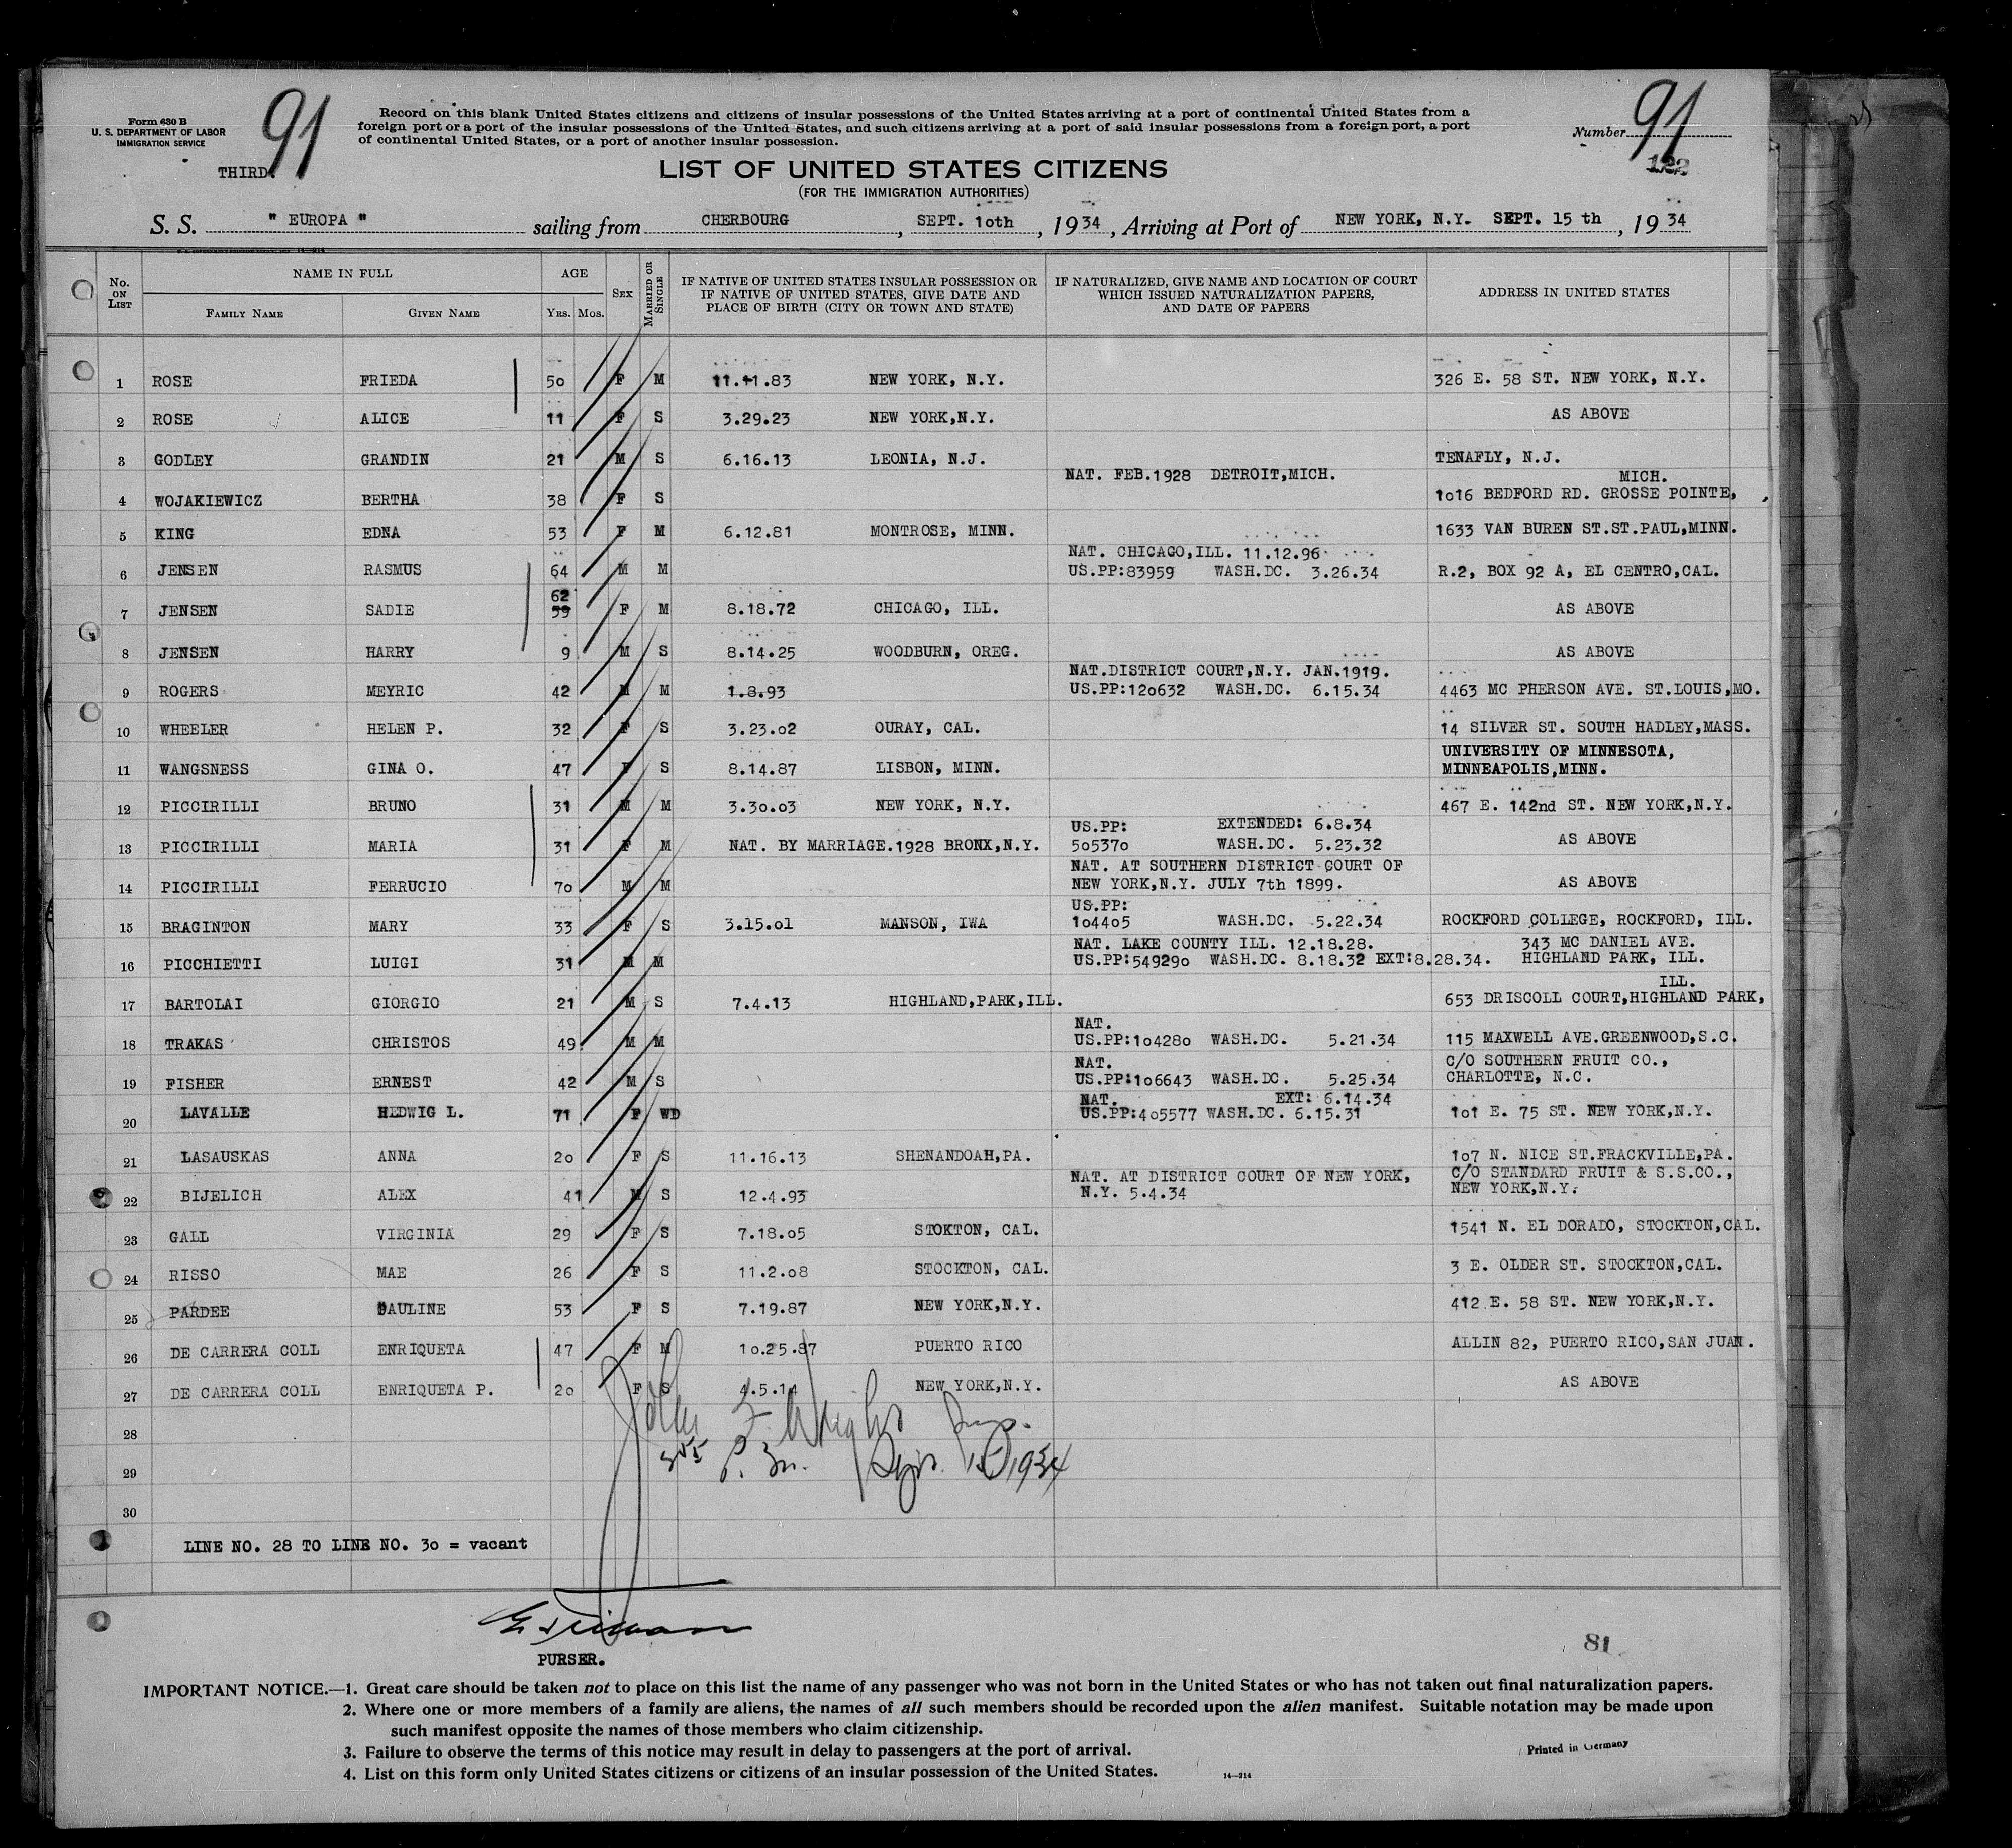 Form 630 B
U. S. DEPARTMENT OF LABOR
IMMIGRATION SERVICE
THIRD.
91
Record on this blank United States citizens and citizens of insular possessions of the United States arriving at a port of continental United States from a
foreign port or a port of the insular possessions of the United States, and such citizens arriving at a port of said insular possessions from a foreign port, a port
of continental United States, or a port of another insular possession.
Number 91
122
LIST OF UNITED STATES CITIZENS
(FOR THE IMMIGRATION AUTHORITIES)
S. S. " EUROPA " sailing from CHERBOURG, SEPT. 10th, 1934, Arriving at Port of NEW YORK, N.Y. SEPT. 15 th, 1934
No. ON LIST NAME IN FULL AGE SEX MARRIED OR SINGLE IF NATIVE OF UNITED STATES INSULAR POSSESSION OR IF NATIVE OF UNITED STATES, GIVE DATE AND PLACE OF BIRTH (CITY OR TOWN AND STATE) IF NATURALIZED, GIVE NAME AND LOCATION OF COURT WHICH ISSUED NATURALIZATION PAPERS, AND DATE OF PAPERS ADDRESS IN UNITED STATES
FAMILY NAME GIVEN NAME YRS. MOS.
1 ROSE FRIEDA 50 F M 11.11.83 NEW YORK, N.Y. 326 E. 58 ST. NEW YORK, N.Y.
2 ROSE ALICE 11 F S 3.29.23 NEW YORK,N.Y. AS ABOVE
3 GODLEY GRANDIN 21 M S 6.16.13 LEONIA, N.J. TENAFLY, N.J.
NAT. FEB.1928 DETROIT,MICH. MICH.
4 WOJAKIEWICZ BERTHA 38 F S 1016 BEDFORD RD. GROSSE POINTE,
5 KING EDNA 53 F M 6.12.81 MONTROSE, MINN. 1633 VAN BUREN ST.ST.PAUL,MINN.
NAT. CHICAGO,ILL. 11.12.96
6 JENSEN RASMUS 64 M M US.PP:83959 WASH.DC. 3.26.34 R.2, BOX 92 A, EL CENTRO,CAL.
62
7 JENSEN SADIE 59 F M 8.18.72 CHICAGO, ILL. AS ABOVE
8 JENSEN HARRY 9 M S 8.14.25 WOODBURN, OREG. AS ABOVE
NAT.DISTRICT COURT,N.Y. JAN.1919.
9 ROGERS MEYRIC 42 M M 1.8.93 US.PP:120632 WASH.DC. 6.15.34 4463 MC PHERSON AVE. ST.LOUIS,MO.
10 WHEELER HELEN P. 32 F S 3.23.02 OURAY, CAL. 14 SILVER ST. SOUTH HADLEY,MASS.
UNIVERSITY OF MINNESOTA,
11 WANGSNESS GINA O. 47 F S 8.14.87 LISBON, MINN. MINNEAPOLIS,MINN.
12 PICCIRILLI BRUNO 31 M M 3.30.03 NEW YORK, N.Y. 467 E. 142nd ST. NEW YORK,N.Y.
US.PP: EXTENDED: 6.8.34
13 PICCIRILLI MARIA 31 F M NAT. BY MARRIAGE.1928 BRONX,N.Y. 505370 WASH.DC. 5.23.32 AS ABOVE
NAT. AT SOUTHERN DISTRICT COURT OF
14 PICCIRILLI FERRUCIO 70 M M NEW YORK,N.Y. JULY 7th 1899. AS ABOVE
US.PP:
15 BRAGINTON MARY 33 F S 3.15.01 MANSON, IWA 104405 WASH.DC. 5.22.34 ROCKFORD COLLEGE, ROCKFORD, ILL.
NAT. LAKE COUNTY ILL. 12.18.28. 343 MC DANIEL AVE.
16 PICCHIETTI LUIGI 31 M M US.PP:549290 WASH.DC. 8.18.32 EXT:8.28.34. HIGHLAND PARK, ILL.
ILL.
17 BARTOLAI GIORGIO 21 M S 7.4.13 HIGHLAND,PARK,ILL. 653 DRISCOLL COURT,HIGHLAND PARK,
NAT.
18 TRAKAS CHRISTOS 49 M M US.PP:104280 WASH.DC. 5.21.34 115 MAXWELL AVE.GREENWOOD,S.C.
NAT. C/O SOUTHERN FRUIT CO.,
19 FISHER ERNEST 42 M S US.PP:106643 WASH.DC. 5.25.34 CHARLOTTE, N.C.
NAT. EXT: 6.14.34
20 LAVALLE HEDWIG L. 71 F WD US.PP:405577 WASH.DC. 6.15.31 101 E. 75 ST. NEW YORK,N.Y.
21 LASAUSKAS ANNA 20 F S 11.16.13 SHENANDOAH,PA. 107 N. NICE ST.FRACKVILLE,PA.
NAT. AT DISTRICT COURT OF NEW YORK, C/O STANDARD FRUIT & S.S.CO.,
22 BIJELICH ALEX 41 M S 12.4.93 N.Y. 5.4.34 NEW YORK,N.Y.
23 GALL VIRGINIA 29 F S 7.18.05 STOKTON, CAL. 1541 N. EL DORADO, STOCKTON,CAL.
24 RISSO MAE 26 F S 11.2.08 STOCKTON, CAL. 3 E. OLDER ST. STOCKTON,CAL.
25 PARDEE PAULINE 53 F S 7.19.87 NEW YORK,N.Y. 412 E. 58 ST. NEW YORK,N.Y.
26 DE CARRERA COLL ENRIQUETA 47 F M 10.25.87 PUERTO RICO ALLIN 82, PUERTO RICO,SAN JUAN.
27 DE CARRERA COLL ENRIQUETA P. 20 F S 4.5.14 NEW YORK,N.Y. AS ABOVE
28
John F. Wright Insp.
29
3 55 P.M. Sept. 15 1934
30
LINE NO. 28 TO LINE NO. 30 = vacant
PURSER.
81
IMPORTANT NOTICE.—1. Great care should be taken not to place on this list the name of any passenger who was not born in the United States or who has not taken out final naturalization papers.
2. Where one or more members of a family are aliens, the names of all such members should be recorded upon the alien manifest. Suitable notation may be made upon
such manifest opposite the names of those members who claim citizenship.
3. Failure to observe the terms of this notice may result in delay to passengers at the port of arrival.
4. List on this form only United States citizens or citizens of an insular possession of the United States.
14—214
Printed in Germany